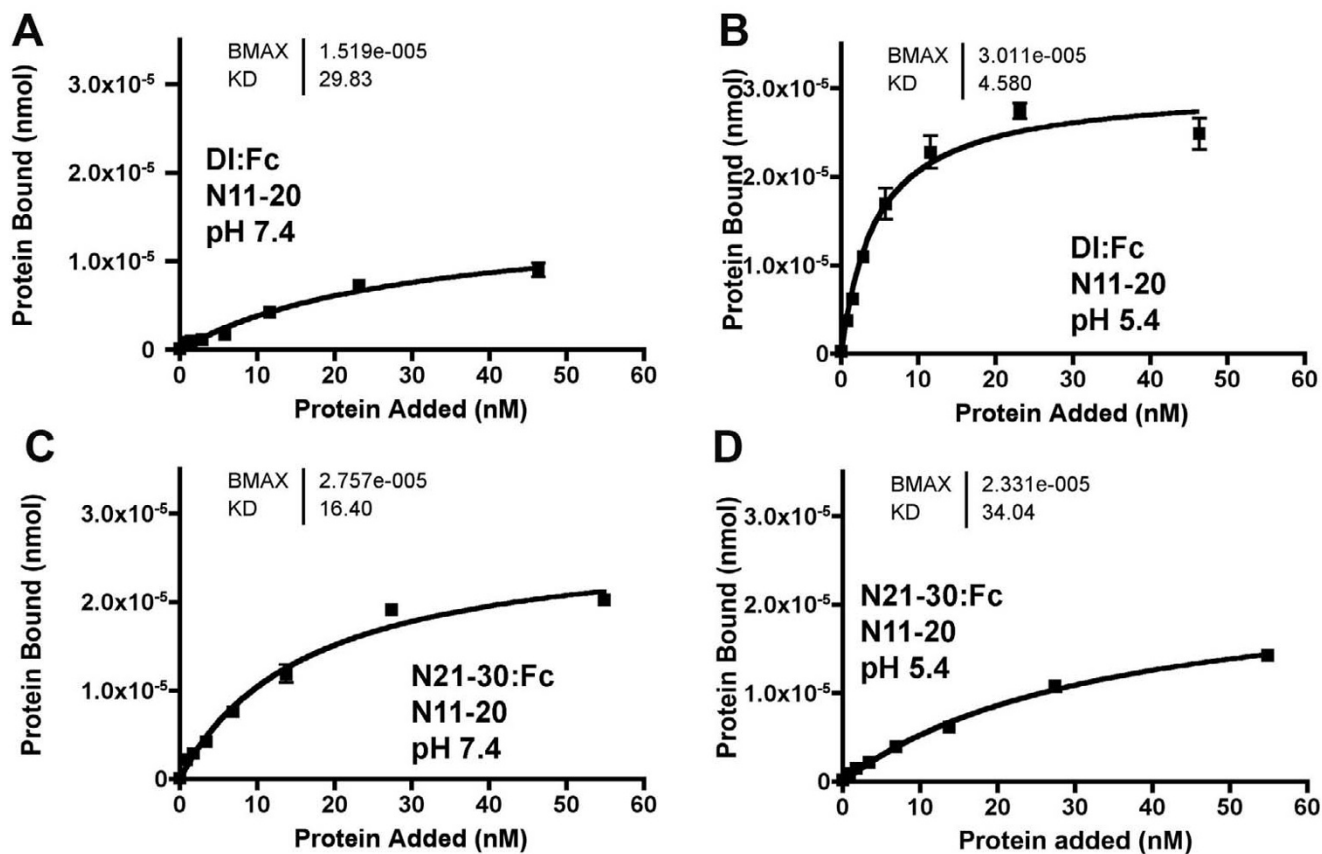 A
BMAX 1.519e-005
KD 29.83
Protein Bound (nmol)
3.0x10-5
2.0x10-5
1.0x10-5
0
DI:Fc
N11-20
pH 7.4
0 10 20 30 40 50 60
Protein Added (nM)
B
BMAX 3.011e-005
KD 4.580
Protein Bound (nmol)
3.0x10-5
2.0x10-5
1.0x10-5
0
DI:Fc
N11-20
pH 5.4
0 10 20 30 40 50 60
Protein Added (nM)
C
BMAX 2.757e-005
KD 16.40
Protein Bound (nmol)
3.0x10-5
2.0x10-5
1.0x10-5
0
N21-30:Fc
N11-20
pH 7.4
0 10 20 30 40 50 60
Protein Added (nM)
D
BMAX 2.331e-005
KD 34.04
Protein Bound (nmol)
3.0x10-5
2.0x10-5
1.0x10-5
0
N21-30:Fc
N11-20
pH 5.4
0 10 20 30 40 50 60
Protein added (nM)